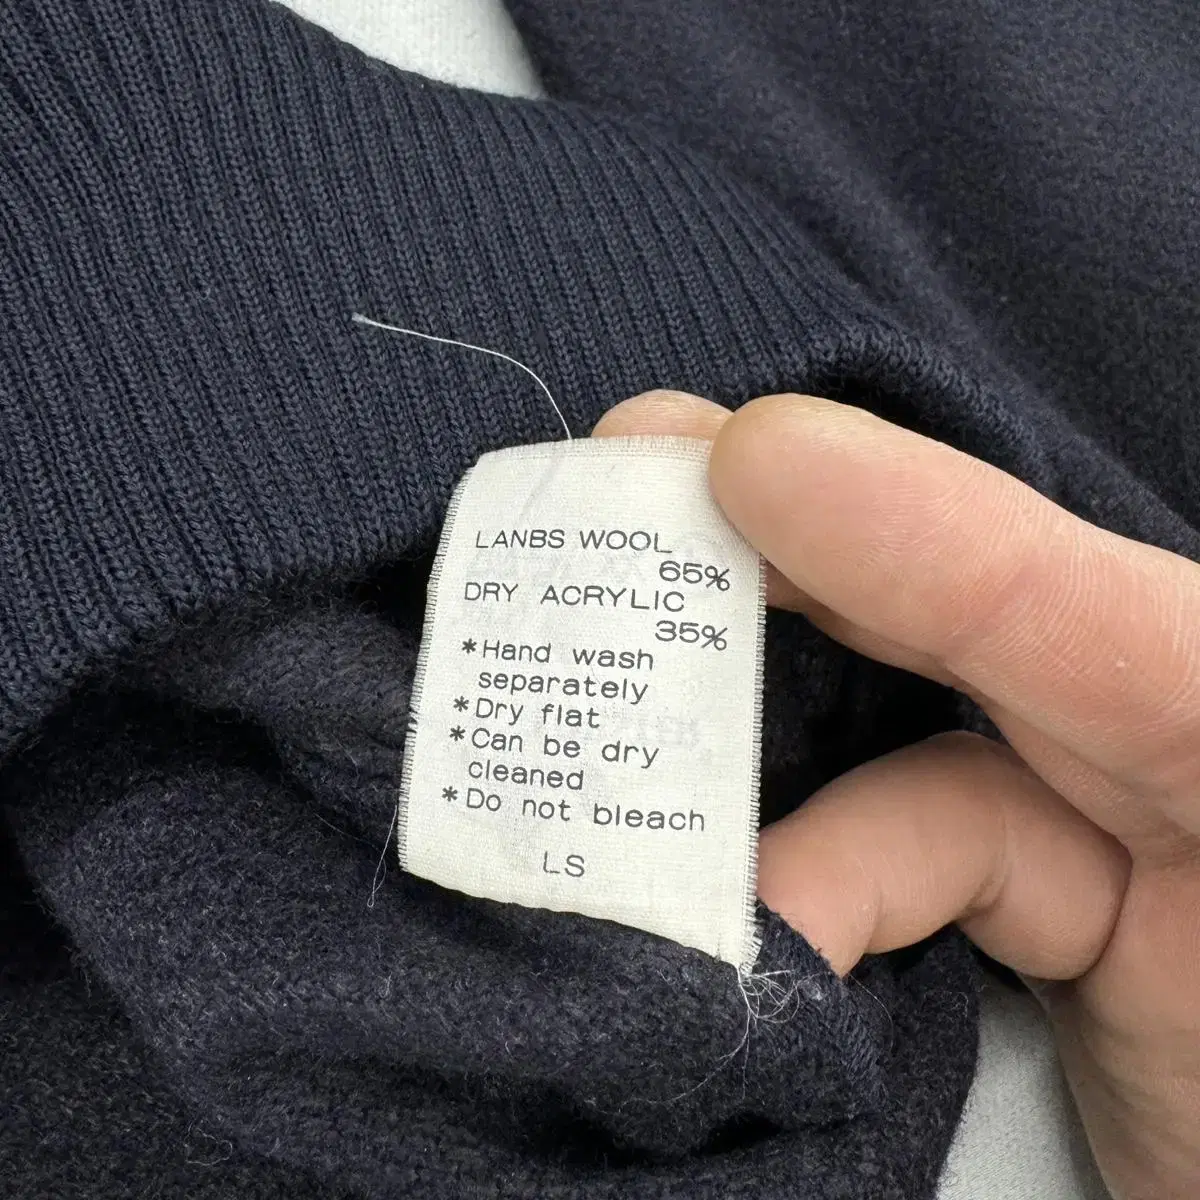 LANBS WOOL
65%
DRY ACRYLIC
35%
*Hand wash
separately
*Dry flat
*Can be dry
cleaned
*Do not bleach
LS